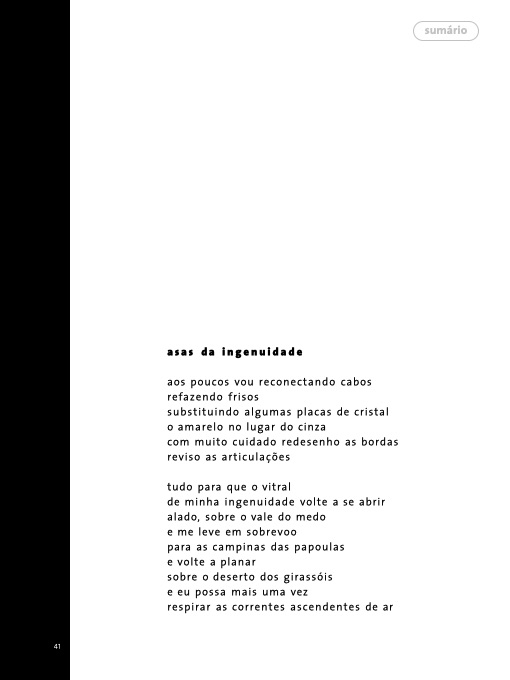 sumário
asas da ingenuidade
aos poucos vou reconectando cabos
refazendo frisos
substituindo algumas placas de cristal
o amarelo no lugar do cinza
com muito cuidado redesenho as bordas
reviso as articulações
tudo para que o vitral
de minha ingenuidade volte a se abrir
alado, sobre o vale do medo
e me leve em sobrevoo
para as campinas das papoulas
e volte a planar
sobre o deserto dos girassóis
e eu possa mais uma vez
respirar as correntes ascendentes de ar
41